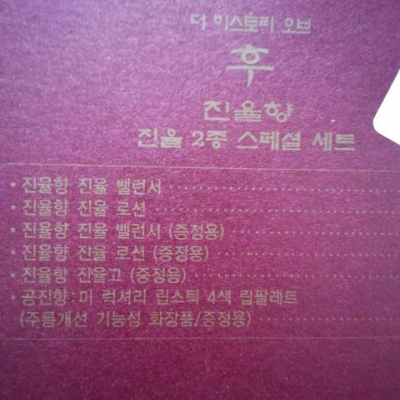 더 히스토리 오브
후
진율향
진율 2종 스페셜 세트
• 진율향 진율 밸런서
• 진율향 진율 로션
• 진율향 진율 밸런서 (증정용)
• 진율향 진율 로션 (증정용)
• 진율향 진율고 (증정용)
• 공진향:미 럭셔리 립스틱 4색 립팔레트
(주름개선 기능성 화장품/증정용)